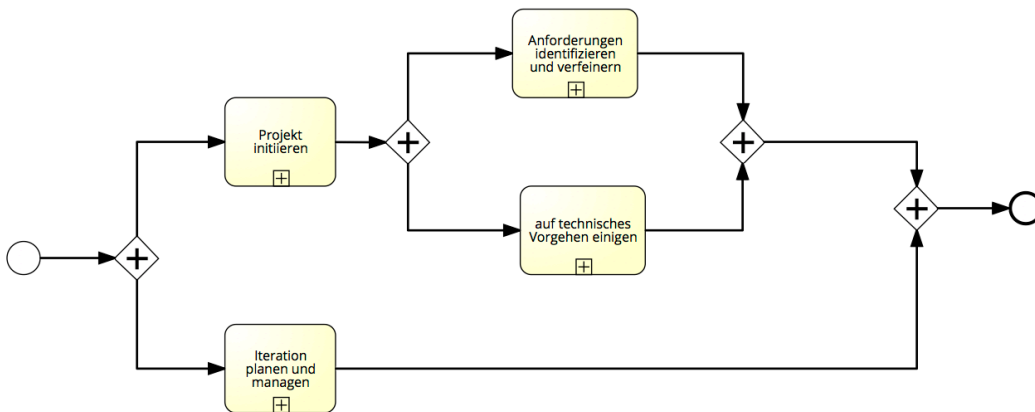 Anforderungen
identifizieren
und verfeinern
Projekt
initiieren
auf technisches
Vorgehen einigen
Iteration
planen und
managen